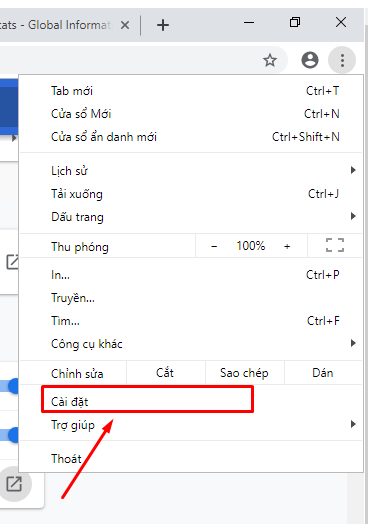 tats - Global Informat
Tab mới Ctrl+T
Cửa sổ Mới Ctrl+N
Cửa sổ ẩn danh mới Ctrl+Shift+N
Lịch sử
Tải xuống Ctrl+J
Dấu trang
Thu phóng − 100% +
In... Ctrl+P
Truyền...
Tìm... Ctrl+F
Công cụ khác
Chỉnh sửa Cắt Sao chép Dán
Cài đặt
Trợ giúp
Thoát